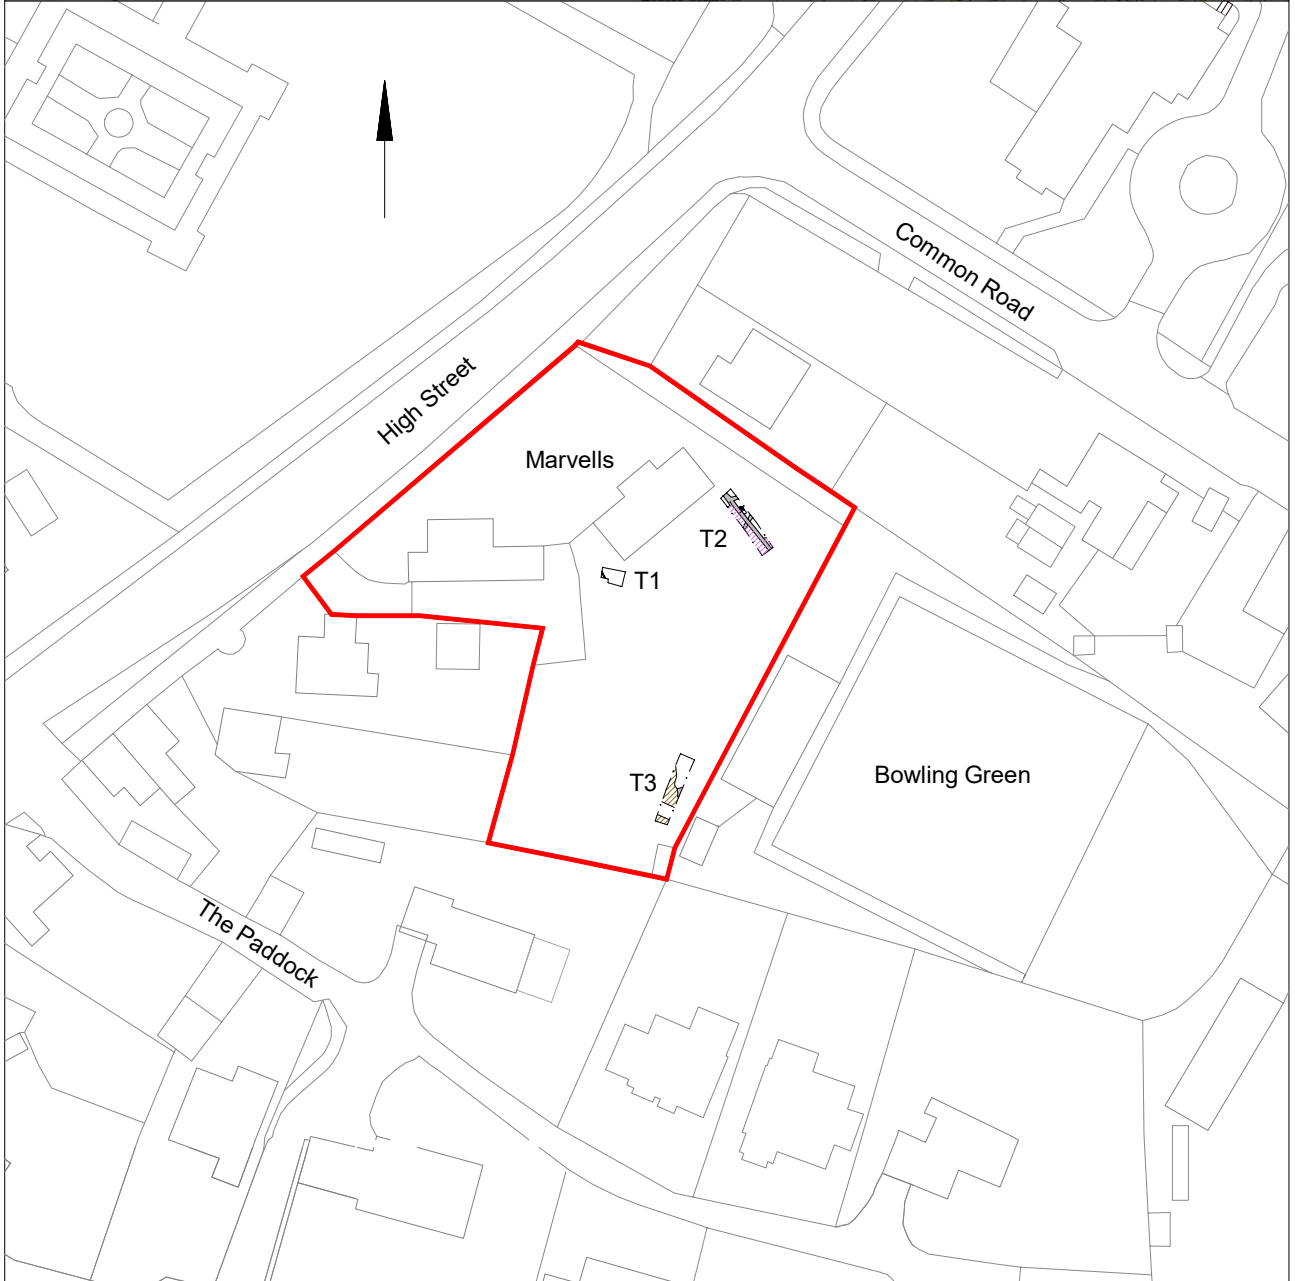 Common Road
High Street
Marvells
T2
T1
T3
Bowling Green
The Paddock